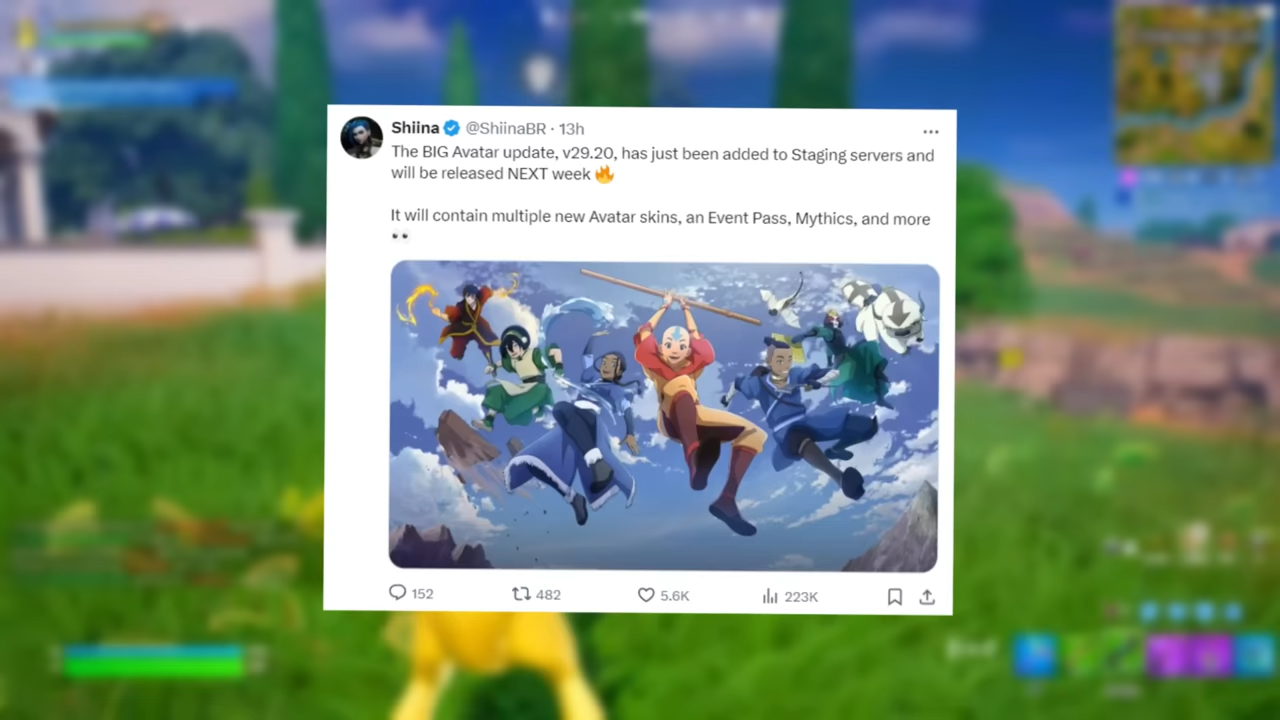 Shiina @ShiinaBR · 13h
The BIG Avatar update, v29.20, has just been added to Staging servers and
will be released NEXT week 🔥
It will contain multiple new Avatar skins, an Event Pass, Mythics, and more
👀
152 482 5.6K 223K